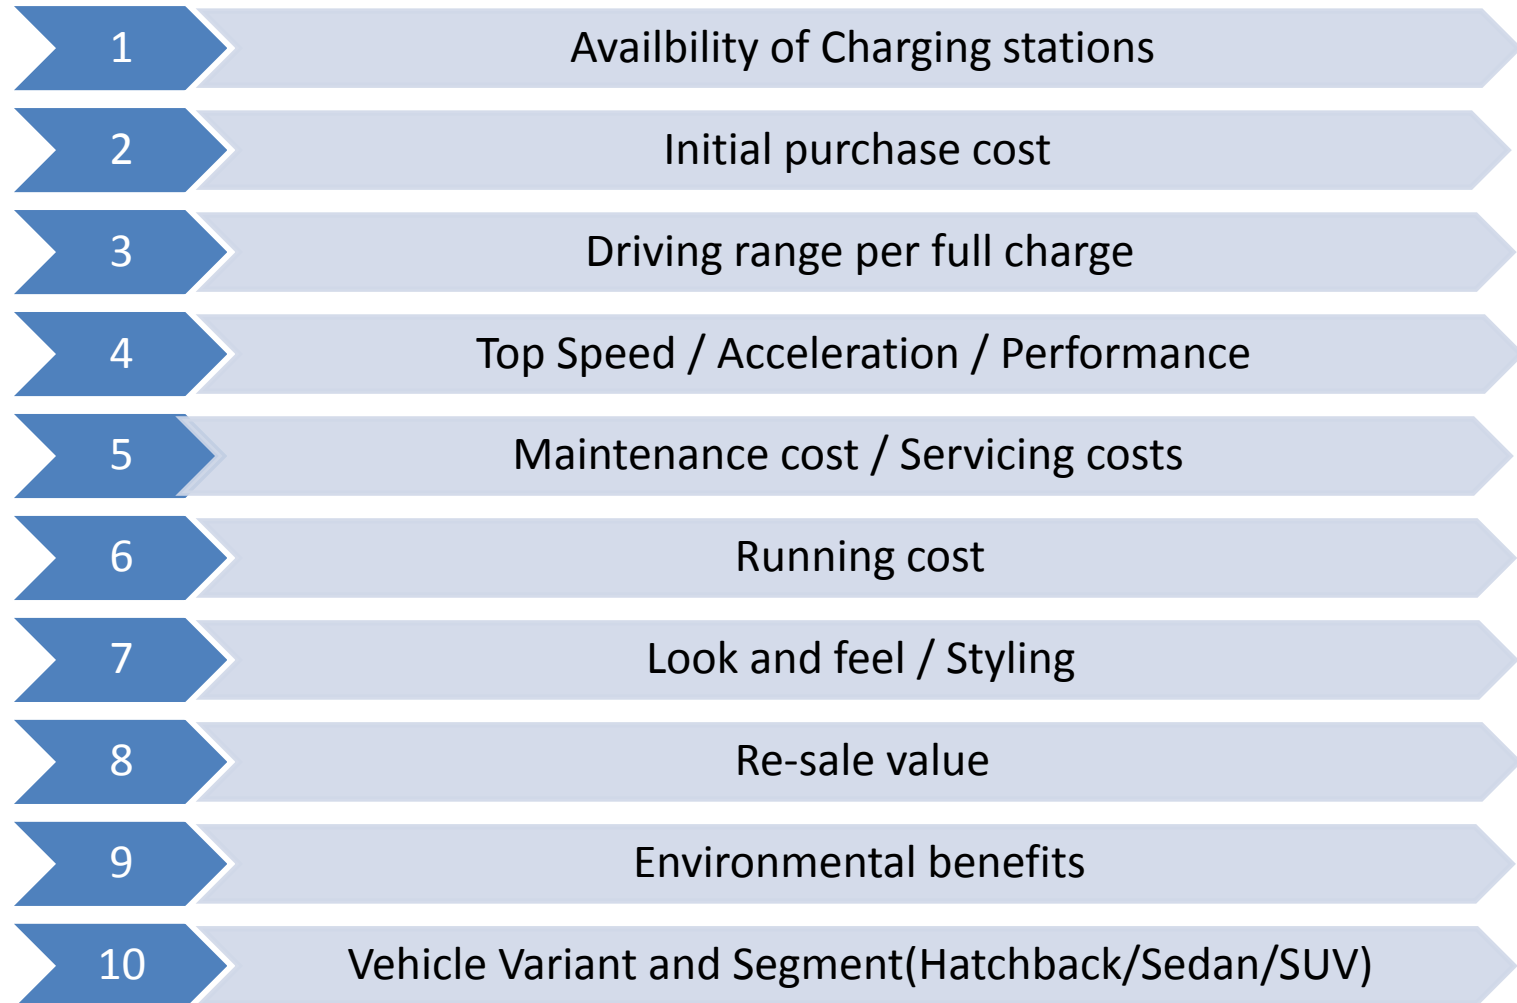 1 Availbility of Charging stations
2 Initial purchase cost
3 Driving range per full charge
4 Top Speed / Acceleration / Performance
5 Maintenance cost / Servicing costs
6 Running cost
7 Look and feel / Styling
8 Re-sale value
9 Environmental benefits
10 Vehicle Variant and Segment(Hatchback/Sedan/SUV)